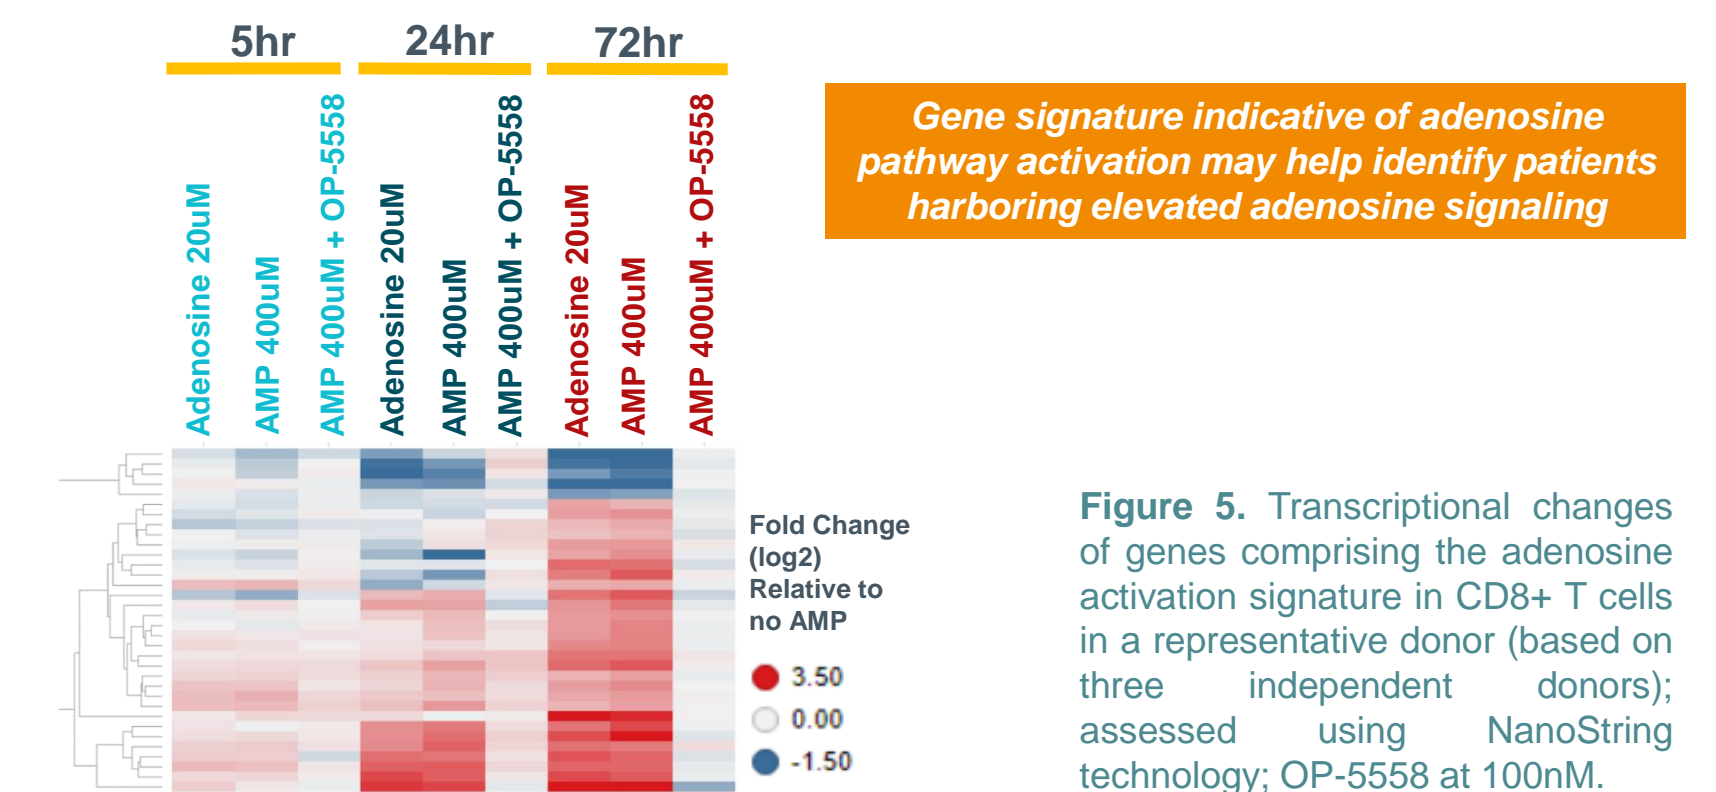 5hr
24hr
72hr
Adenosine 20uM
AMP 400uM
AMP 400uM + OP-5558
Adenosine 20uM
AMP 400uM
AMP 400uM + OP-5558
Adenosine 20uM
AMP 400uM
AMP 400uM + OP-5558
Gene signature indicative of adenosine
pathway activation may help identify patients
harboring elevated adenosine signaling
Fold Change
(log2)
Relative to
no AMP
3.50
0.00
-1.50
Figure 5. Transcriptional changes
of genes comprising the adenosine
activation signature in CD8+ T cells
in a representative donor (based on
three independent donors);
assessed using NanoString
technology; OP-5558 at 100nM.